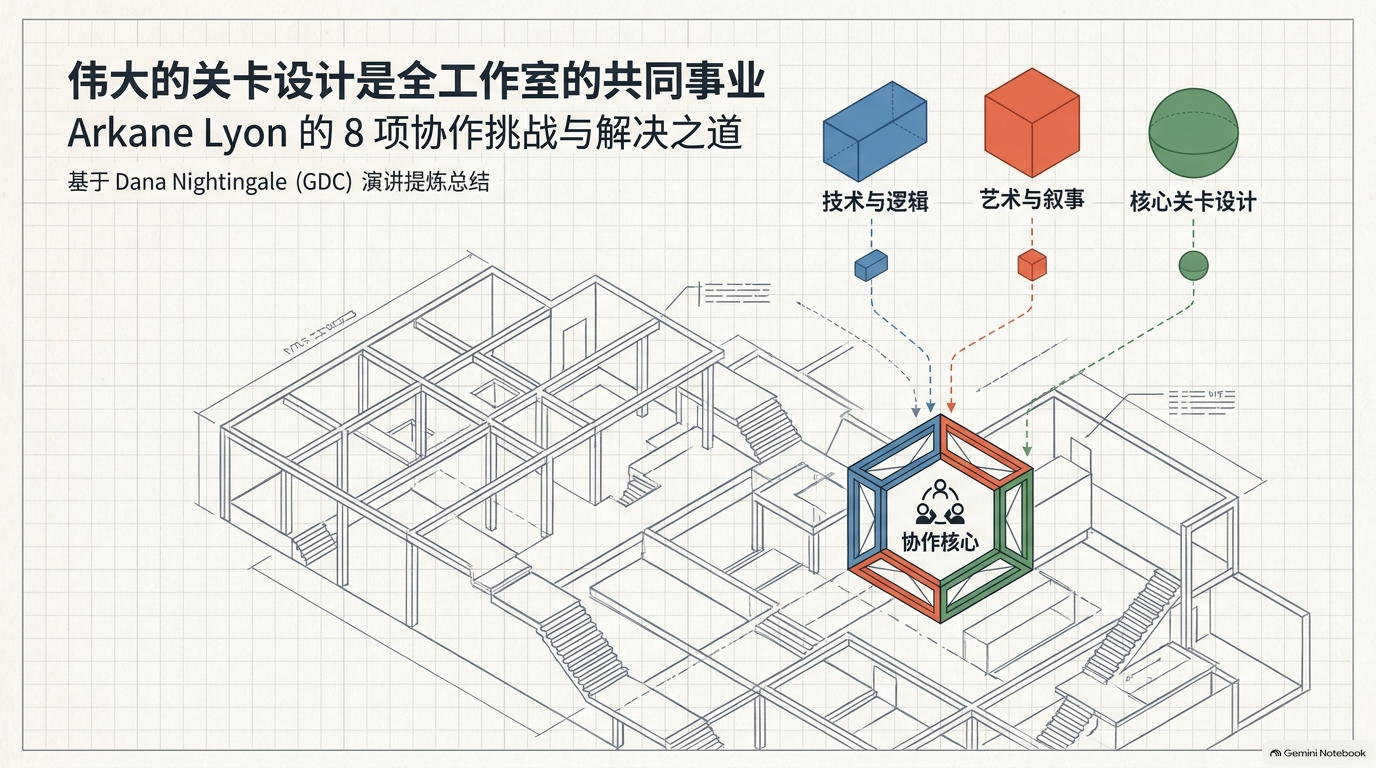 伟大的关卡设计是全工作室的共同事业
Arkane Lyon 的 8 项协作挑战与解决之道
基于 Dana Nightingale (GDC) 演讲提炼总结
技术与逻辑
艺术与叙事
核心关卡设计
协作核心
Gemini Notebook